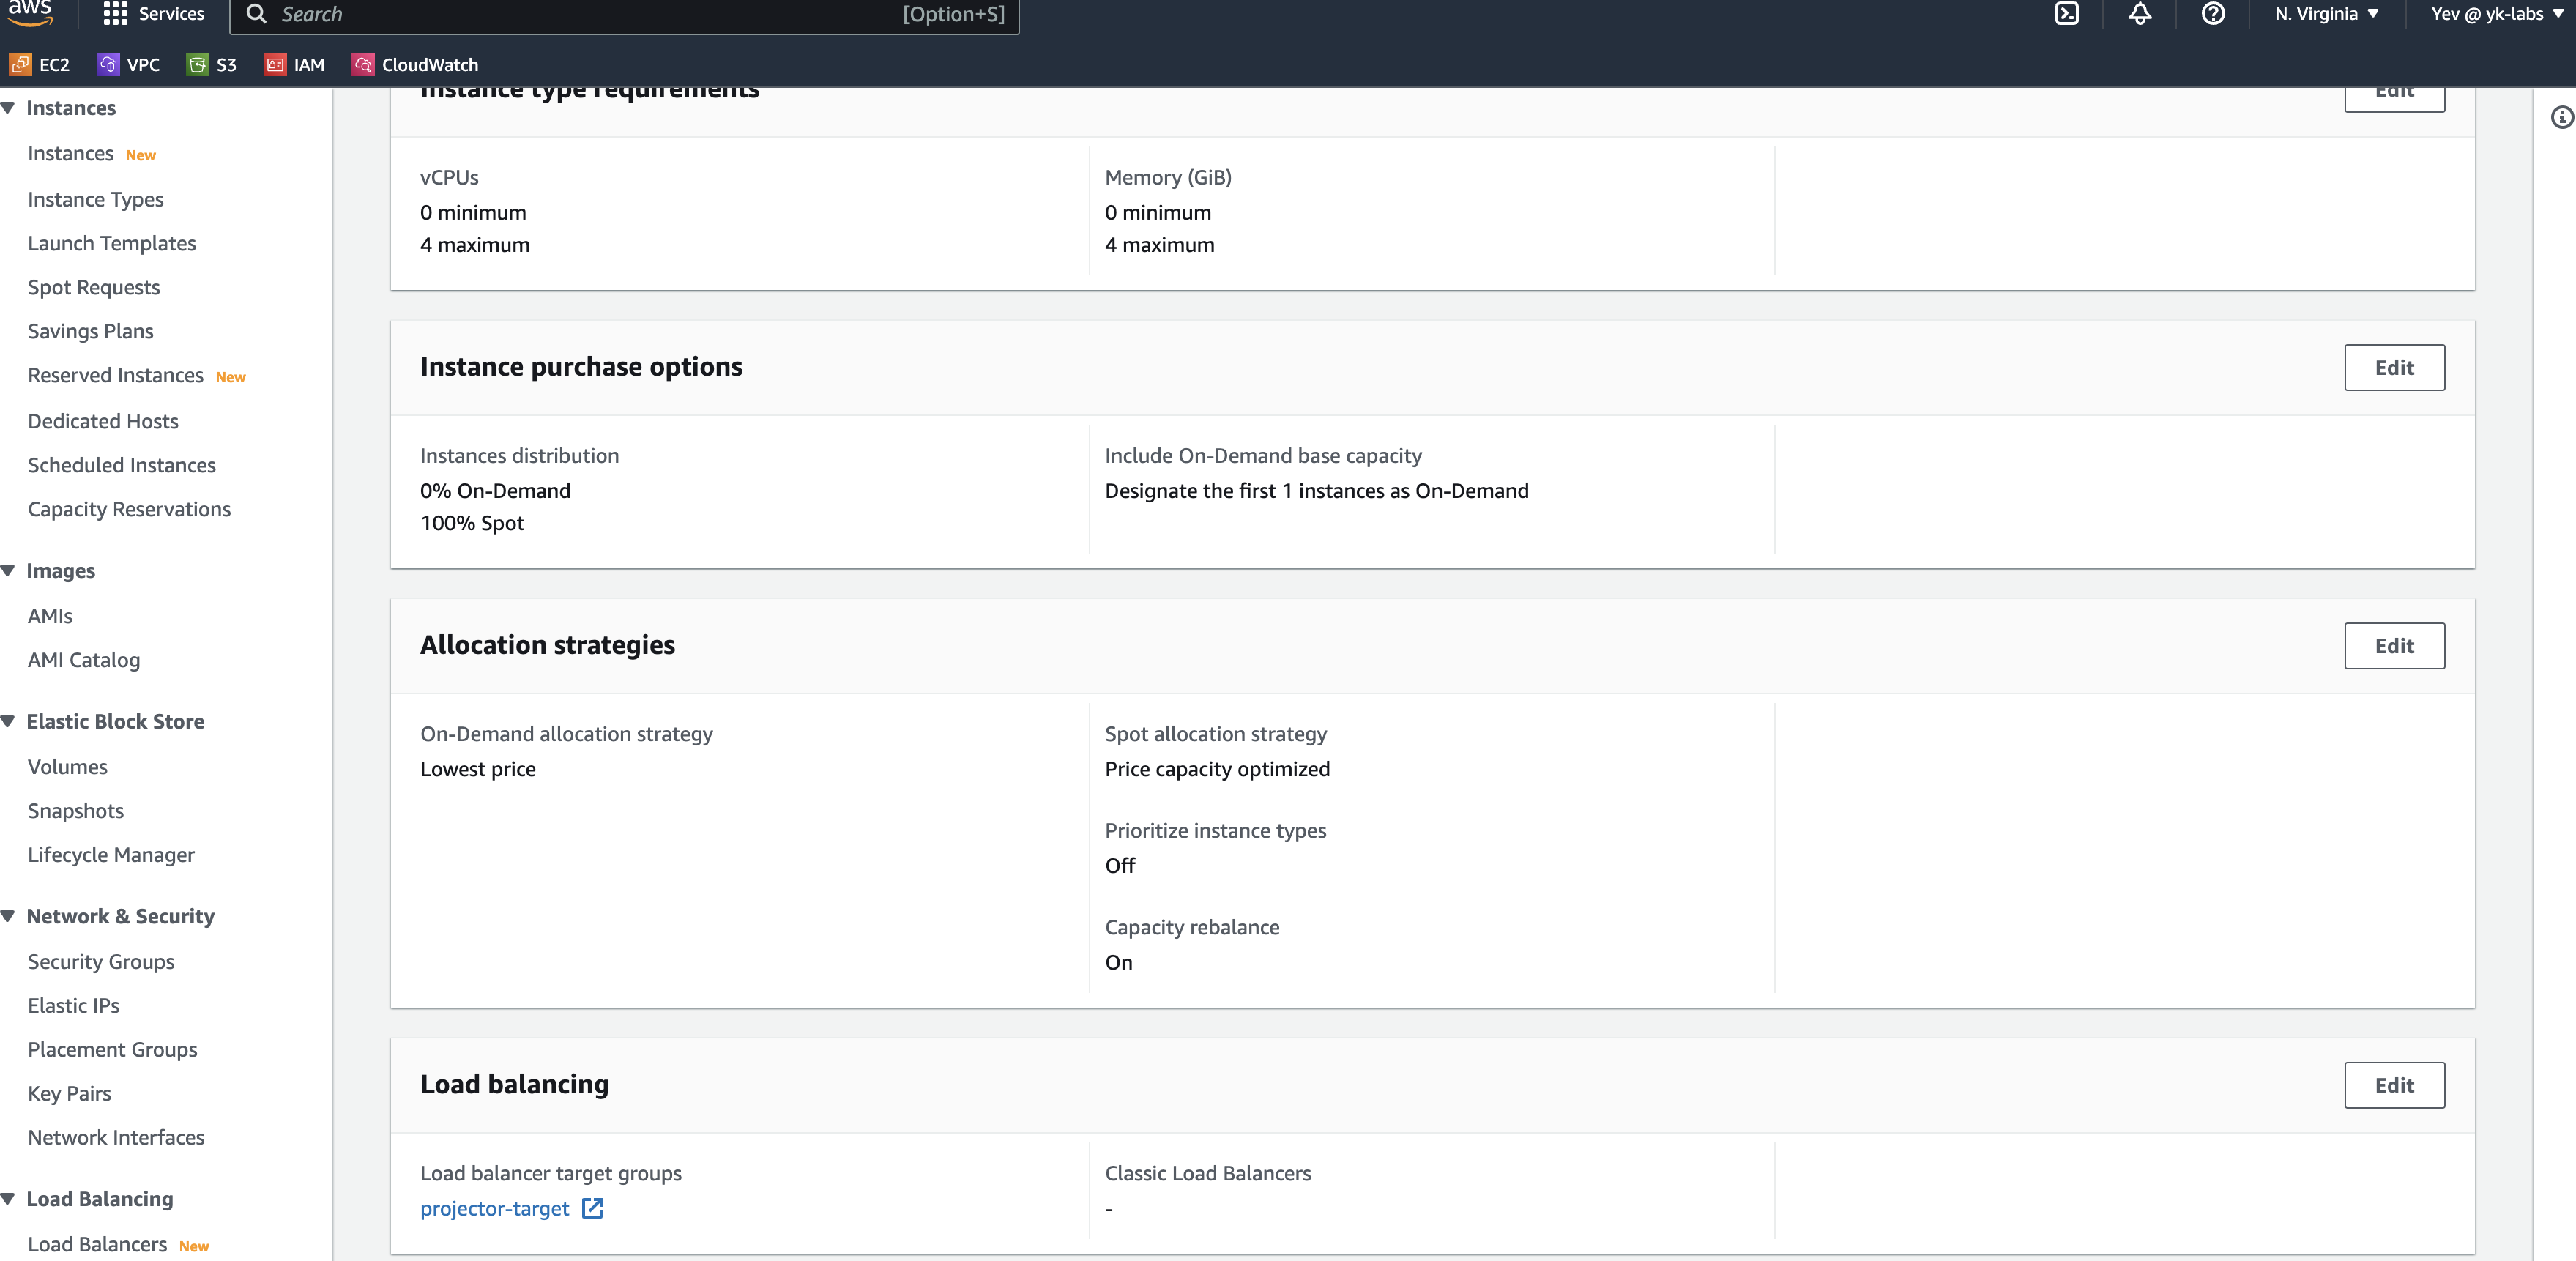 aws
Services
Search
[Option+S]
N. Virginia
Yev @ yk-labs
EC2
VPC
S3
IAM
CloudWatch
Instances
Instances New
Instance Types
Launch Templates
Spot Requests
Savings Plans
Reserved Instances New
Dedicated Hosts
Scheduled Instances
Capacity Reservations
Images
AMIs
AMI Catalog
Elastic Block Store
Volumes
Snapshots
Lifecycle Manager
Network & Security
Security Groups
Elastic IPs
Placement Groups
Key Pairs
Network Interfaces
Load Balancing
Load Balancers New
Instance type requirements
Edit
vCPUs
0 minimum
4 maximum
Memory (GiB)
0 minimum
4 maximum
Instance purchase options
Edit
Instances distribution
0% On-Demand
100% Spot
Include On-Demand base capacity
Designate the first 1 instances as On-Demand
Allocation strategies
Edit
On-Demand allocation strategy
Lowest price
Spot allocation strategy
Price capacity optimized
Prioritize instance types
Off
Capacity rebalance
On
Load balancing
Edit
Load balancer target groups
projector-target
Classic Load Balancers
-